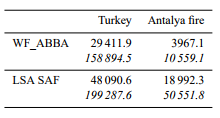 Turkey Antalya fire
WF_ABBA 29 411.9 3967.1
158 894.5 10 559.1
LSA SAF 48 090.6 18 992.3
199 287.6 50 551.8